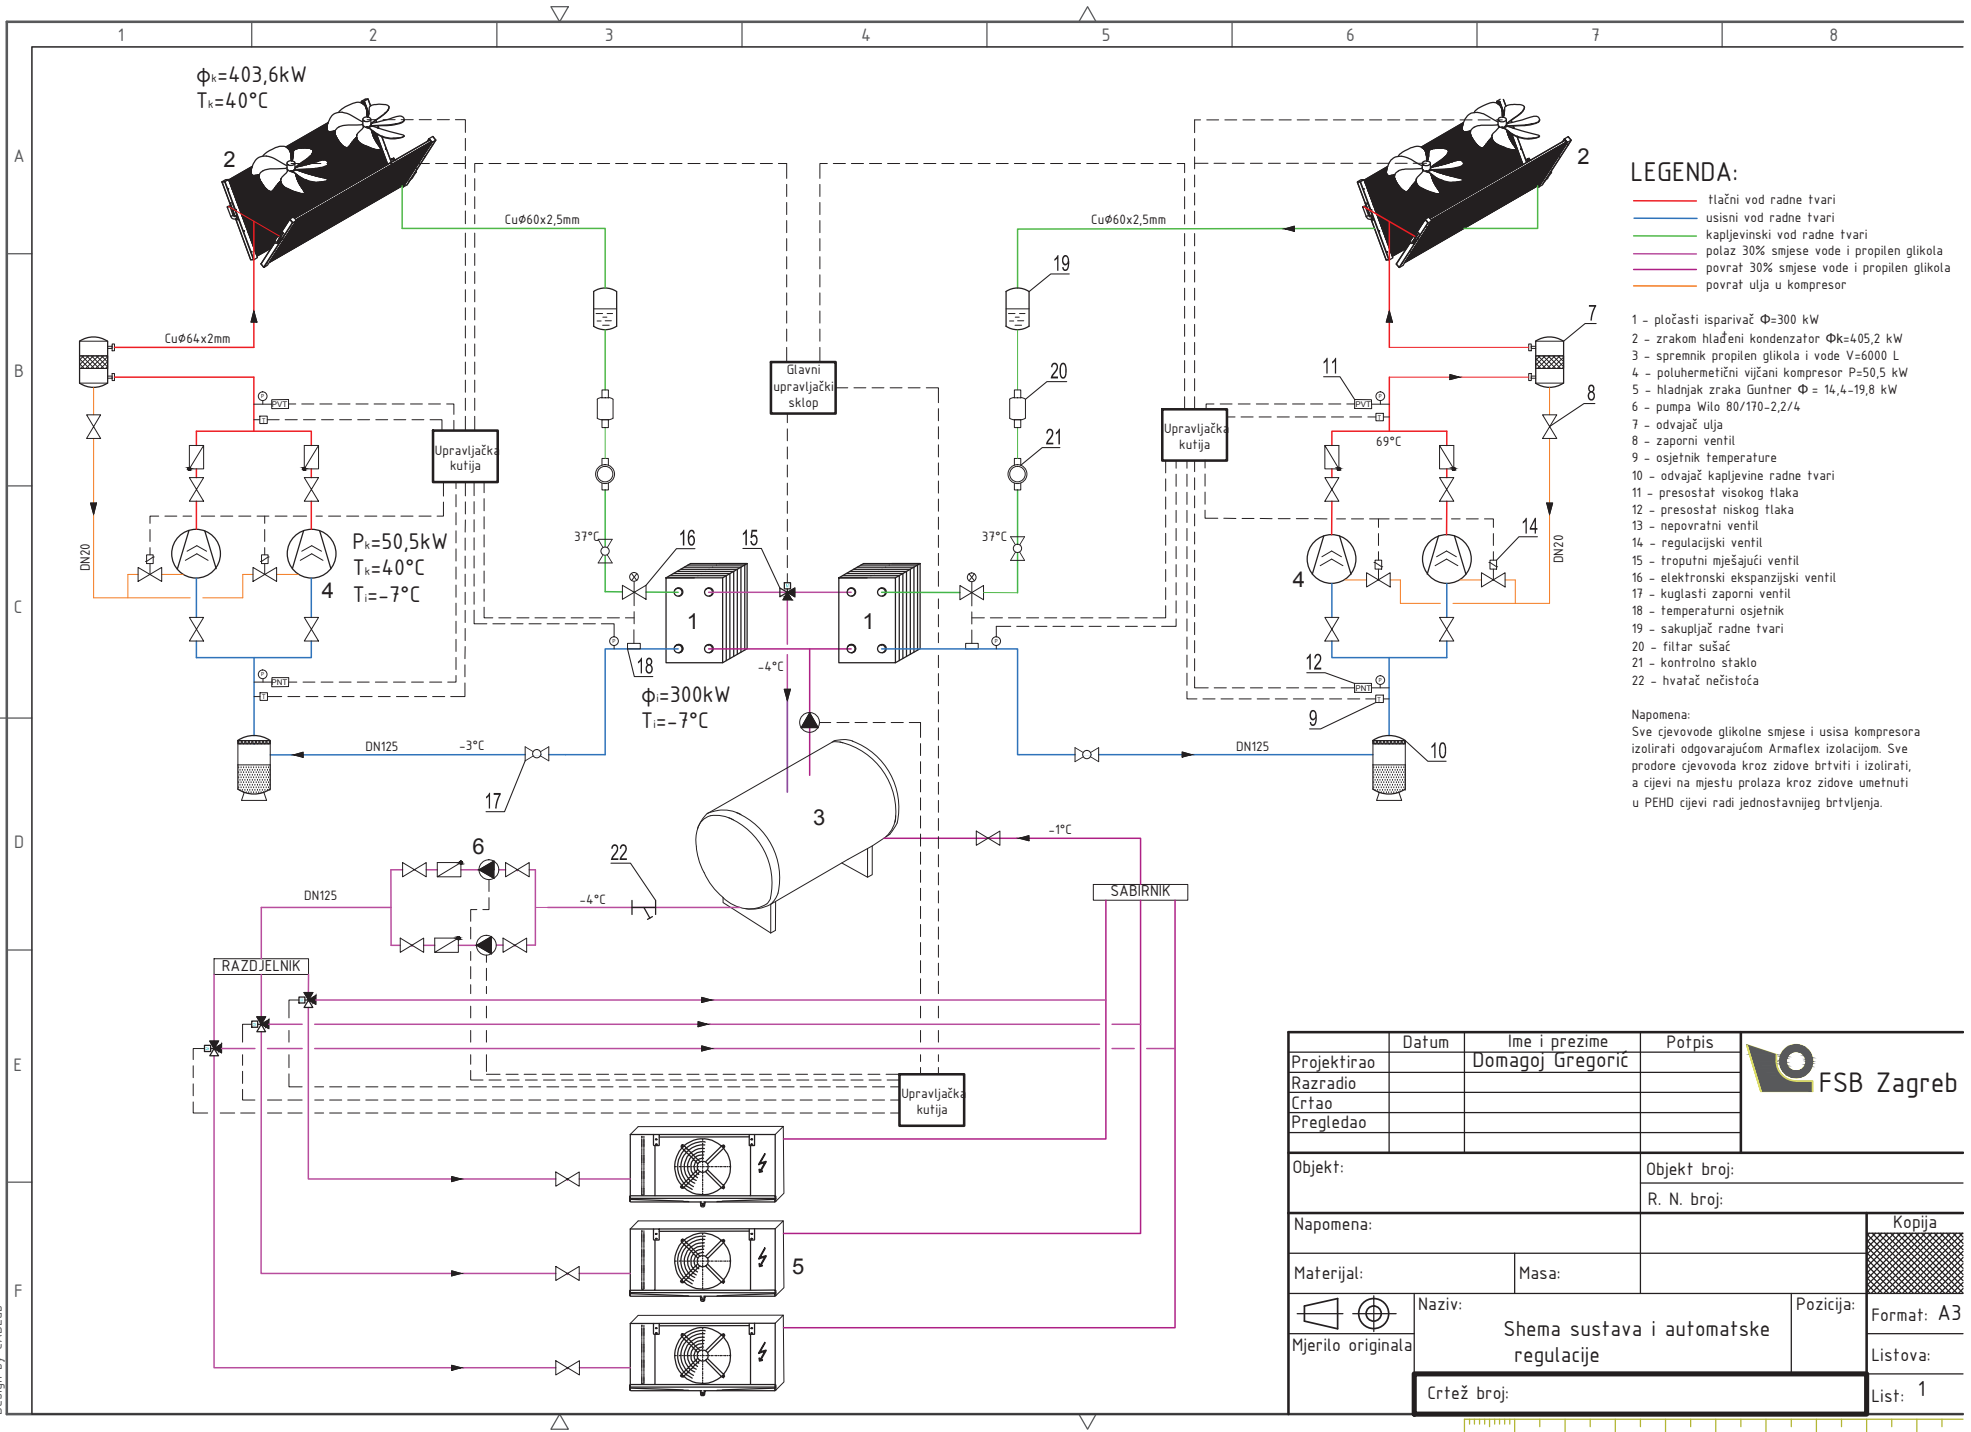 1 2 3 4 5 6 7 8
A
B
C
D
E
F
ϕk=403,6kW
Tk=40°C
2
2
Cuϕ60x2,5mm
Cuϕ60x2,5mm
Cuϕ64x2mm
19
7
20
11
8
21
Glavni
upravljački
sklop
Upravljačka
kutija
Upravljačka
kutija
P
PVT
T
P
PVT
T
69°C
DN20
DN20
Pk=50,5kW
Tk=40°C
Ti=-7°C
4
4
37°C
37°C
16
15
14
1
1
P
P
18
-4°C
ϕi=300kW
Ti=-7°C
P
PNT
T
12
P
PNT
T
9
10
DN125
-3°C
DN125
17
3
-1°C
6
22
DN125
-4°C
SABIRNIK
RAZDJELNIK
Upravljačka
kutija
5
LEGENDA:
tlačni vod radne tvari
usisni vod radne tvari
kapljevinski vod radne tvari
polaz 30% smjese vode i propilen glikola
povrat 30% smjese vode i propilen glikola
povrat ulja u kompresor
1 - pločasti isparivač Φ=300 kW
2 - zrakom hlađeni kondenzator Φk=405,2 kW
3 - spremnik propilen glikola i vode V=6000 L
4 - poluhermetični vijčani kompresor P=50,5 kW
5 - hladnjak zraka Guntner Φ = 14,4-19,8 kW
6 - pumpa Wilo 80/170-2,2/4
7 - odvajač ulja
8 - zaporni ventil
9 - osjetnik temperature
10 - odvajač kapljevine radne tvari
11 - presostat visokog tlaka
12 - presostat niskog tlaka
13 - nepovratni ventil
14 - regulacijski ventil
15 - troputni mješajući ventil
16 - elektronski ekspanzijski ventil
17 - kuglasti zaporni ventil
18 - temperaturni osjetnik
19 - sakupljač radne tvari
20 - filtar sušać
21 - kontrolno staklo
22 - hvatač nečistoća
Napomena:
Sve cjevovode glikolne smjese i usisa kompresora
izolirati odgovarajućom Armaflex izolacijom. Sve
prodore cjevovoda kroz zidove brtviti i izolirati,
a cijevi na mjestu prolaza kroz zidove umetnuti
u PEHD cijevi radi jednostavnijeg brtvljenja.
Datum Ime i prezime Potpis
Projektirao Domagoj Gregorić
Razradio
Crtao
Pregledao
FSB Zagreb
Objekt:
Objekt broj:
R. N. broj:
Napomena:
Kopija
Materijal: Masa:
Naziv: Pozicija:
Format: A3
Shema sustava i automatske
regulacije
Mjerilo originala
Listova:
Crtež broj:
List: 1